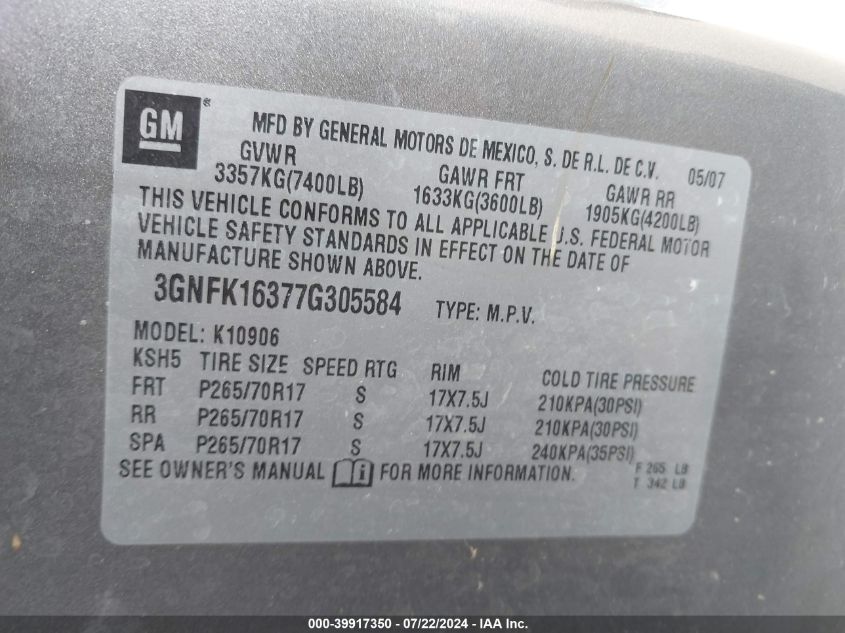 GM
MFD BY GENERAL MOTORS DE MEXICO, S. DE R.L. DE C.V. 05/07
GVWR GAWR FRT GAWR RR
3357KG(7400LB) 1633KG(3600LB) 1905KG(4200LB)
THIS VEHICLE CONFORMS TO ALL APPLICABLE U.S. FEDERAL MOTOR
VEHICLE SAFETY STANDARDS IN EFFECT ON THE DATE OF
MANUFACTURE SHOWN ABOVE.
3GNFK16377G305584 TYPE: M.P.V.
MODEL: K10906
KSH5 TIRE SIZE SPEED RTG RIM COLD TIRE PRESSURE
FRT P265/70R17 S 17X7.5J 210KPA(30PSI)
RR P265/70R17 S 17X7.5J 210KPA(30PSI)
SPA P265/70R17 S 17X7.5J 240KPA(35PSI)
SEE OWNER'S MANUAL FOR MORE INFORMATION.
F 265 LB
T 342 LB
000-39917350 - 07/22/2024 - IAA Inc.